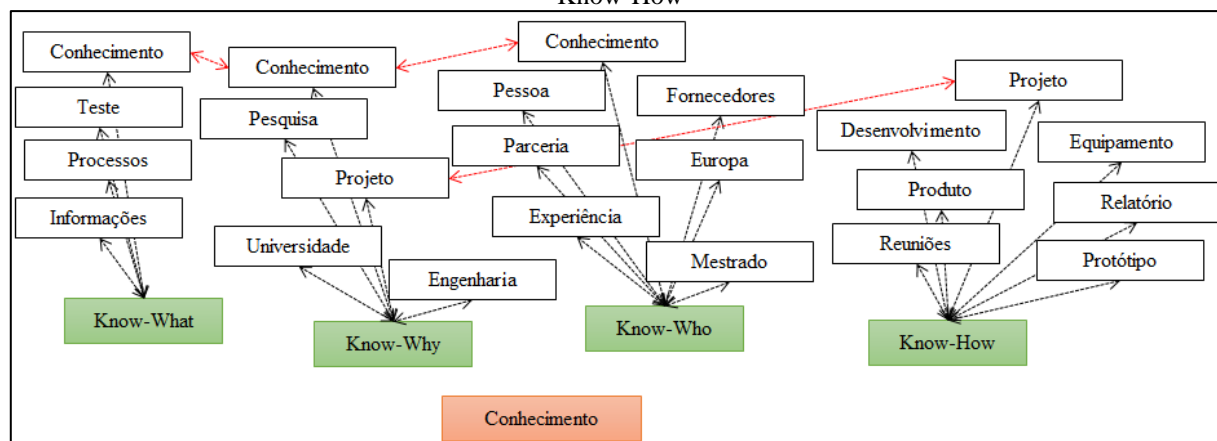 Know-How
Conhecimento
Teste
Processos
Informações
Know-What
Conhecimento
Pesquisa
Projeto
Universidade
Engenharia
Know-Why
Conhecimento
Pessoa
Fornecedores
Parceria
Europa
Experiência
Mestrado
Know-Who
Projeto
Desenvolvimento
Equipamento
Produto
Relatório
Reuniões
Protótipo
Know-How
Conhecimento